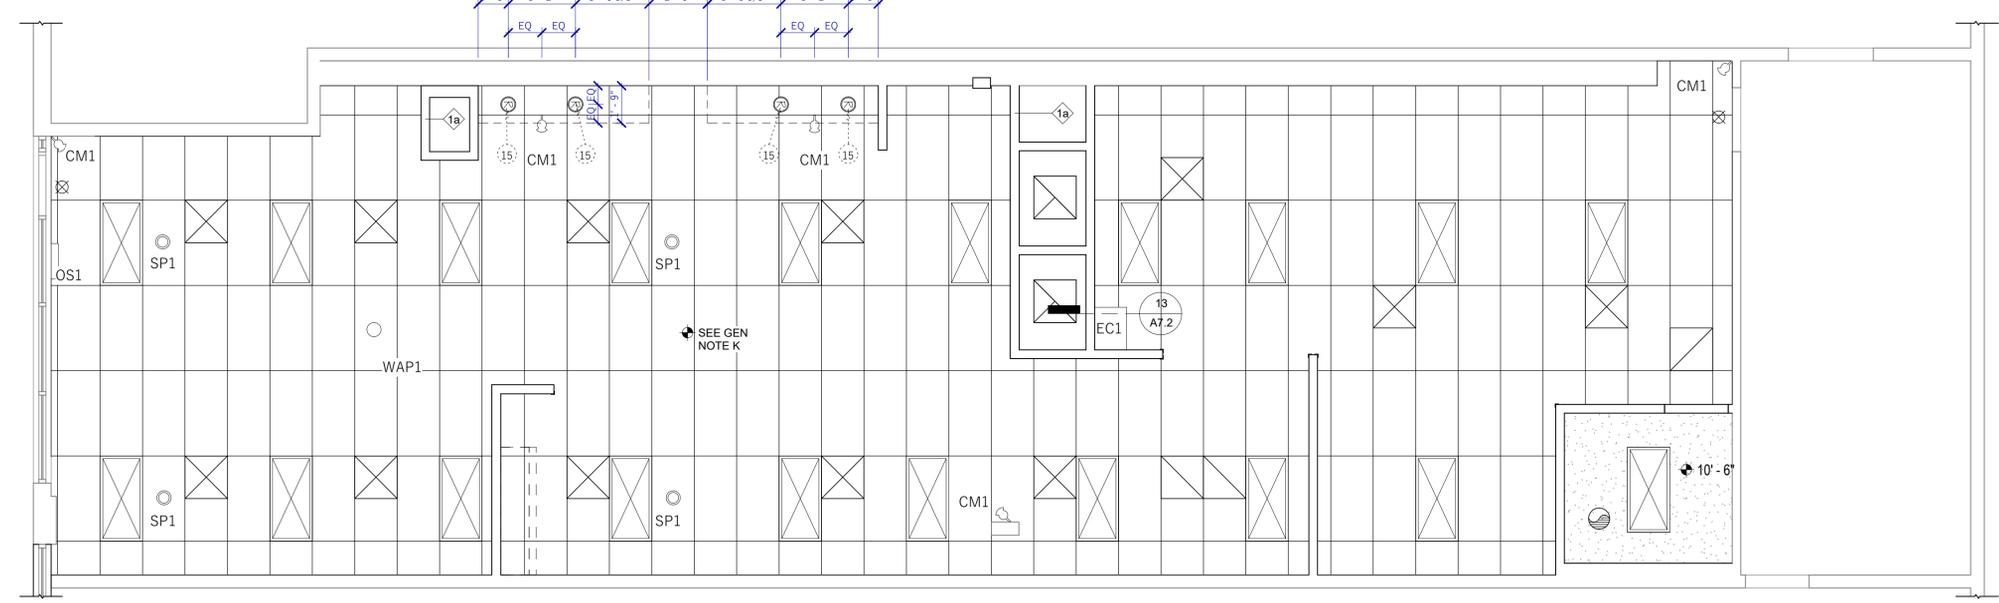 EQ EQ
EQ EQ
CM1
1a
EQ EQ
1' - 9"
1a
CM1
15
15
CM1
15
15
CM1
SP1
SP1
OS1
13
A7.2
EC1
SEE GEN
NOTE K
WAP1
10' - 6"
CM1
SP1
SP1